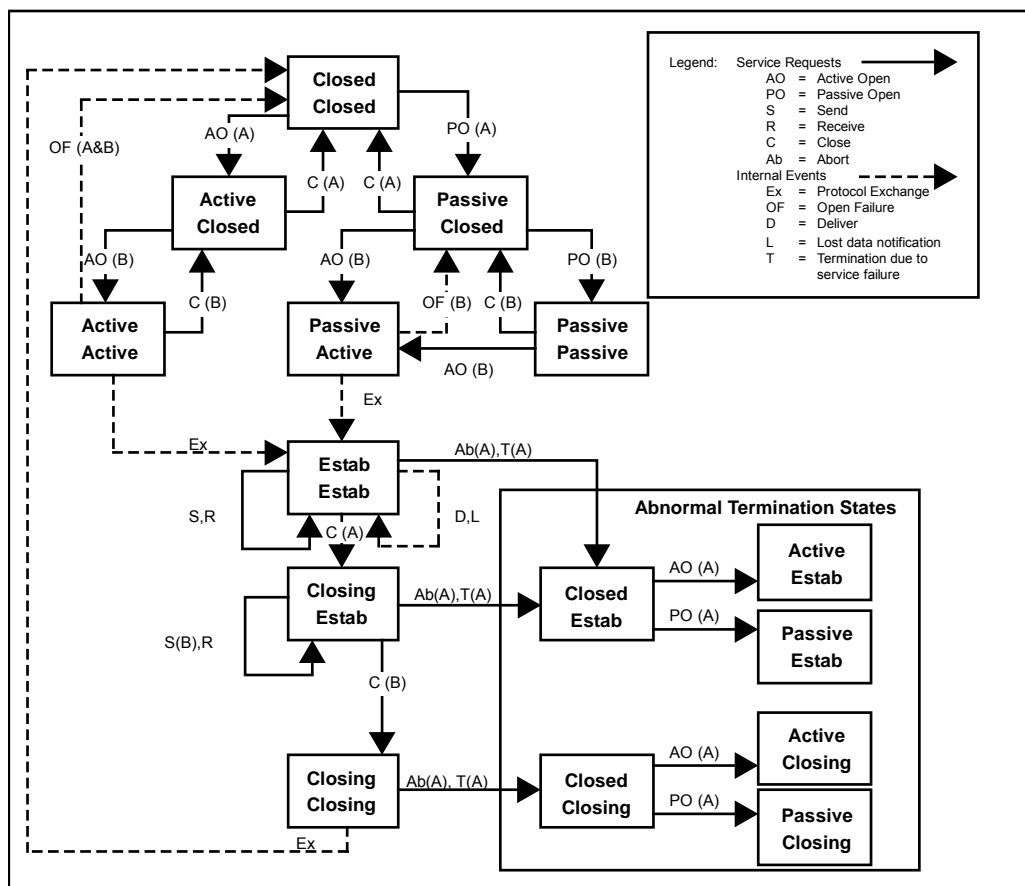 Closed
Closed
AO (A)
PO (A)
OF (A&B)
C (A)
C (A)
Active
Closed
Passive
Closed
AO (B)
C (B)
AO (B)
OF (B)
C (B)
PO (B)
Active
Active
Passive
Active
Passive
Passive
AO (B)
Ex
Ex
Estab
Estab
Ab(A),T(A)
S,R
D,L
C (A)
Closing
Estab
Ab(A),T(A)
S(B),R
C (B)
Closing
Closing
Ab(A), T(A)
Ex
Abnormal Termination States
Closed
Estab
AO (A)
PO (A)
Active
Estab
Passive
Estab
Closed
Closing
AO (A)
PO (A)
Active
Closing
Passive
Closing
Legend: Service Requests
AO = Active Open
PO = Passive Open
S = Send
R = Receive
C = Close
Ab = Abort
Internal Events
Ex = Protocol Exchange
OF = Open Failure
D = Deliver
L = Lost data notification
T = Termination due to
service failure